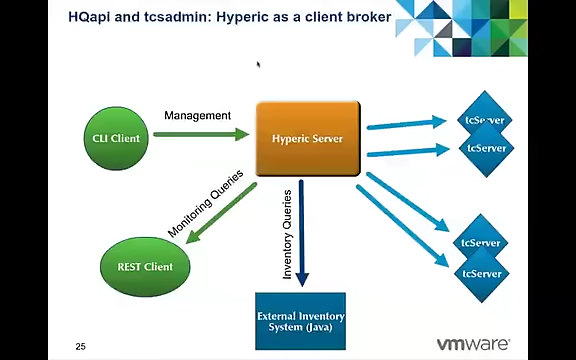 HQapi and tcsadmin: Hyperic as a client broker
Management
CLI Client
Hyperic Server
tcServer
tcServer
Monitoring Queries
Inventory Queries
REST Client
tcServer
tcServer
External Inventory
System (Java)
25
vmware